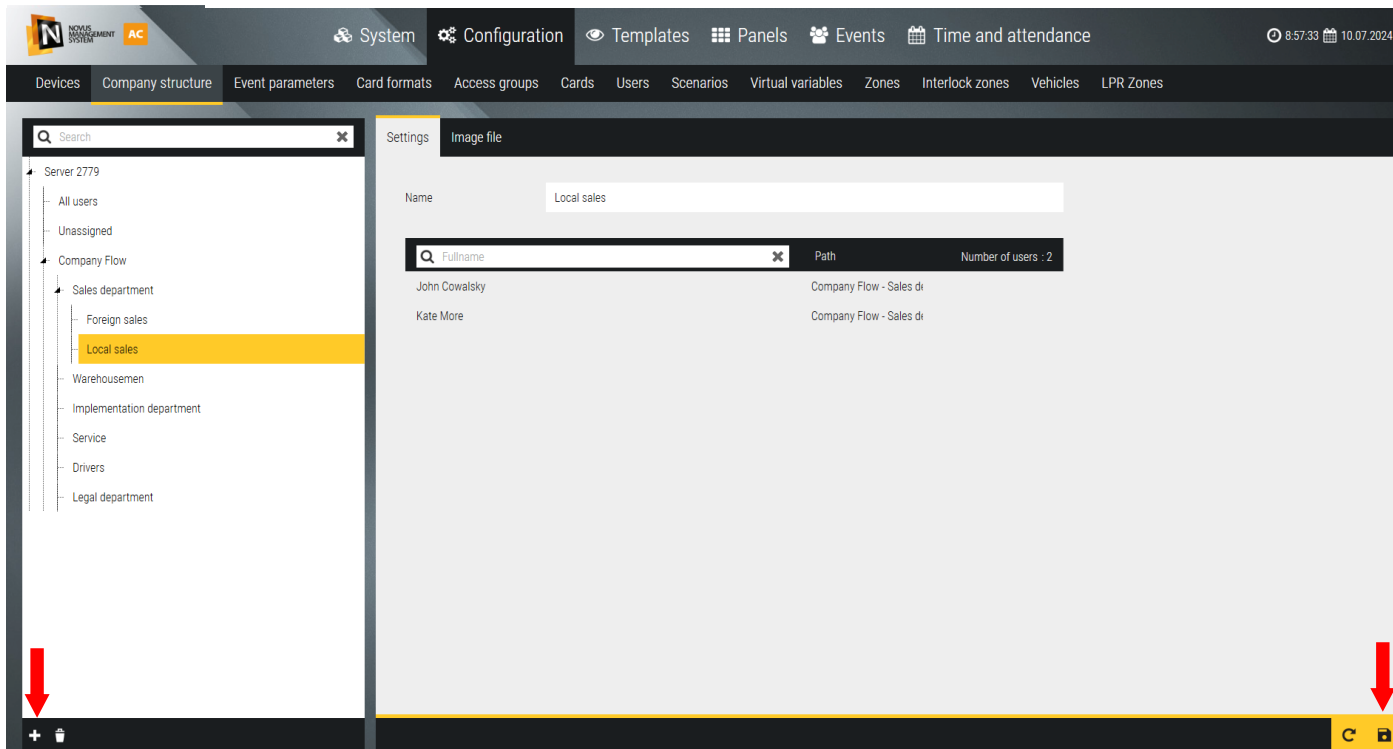 NOVUS
MANAGEMENT
SYSTEM
AC
System Configuration Templates Panels Events Time and attendance
8:57:33 10.07.2024
Devices Company structure Event parameters Card formats Access groups Cards Users Scenarios Virtual variables Zones Interlock zones Vehicles LPR Zones
Search
Server 2779
All users
Unassigned
Company Flow
Sales department
Foreign sales
Local sales
Warehousemen
Implementation department
Service
Drivers
Legal department
Settings Image file
Name Local sales
Fullname Path Number of users : 2
John Cowalsky Company Flow - Sales de
Kate More Company Flow - Sales de